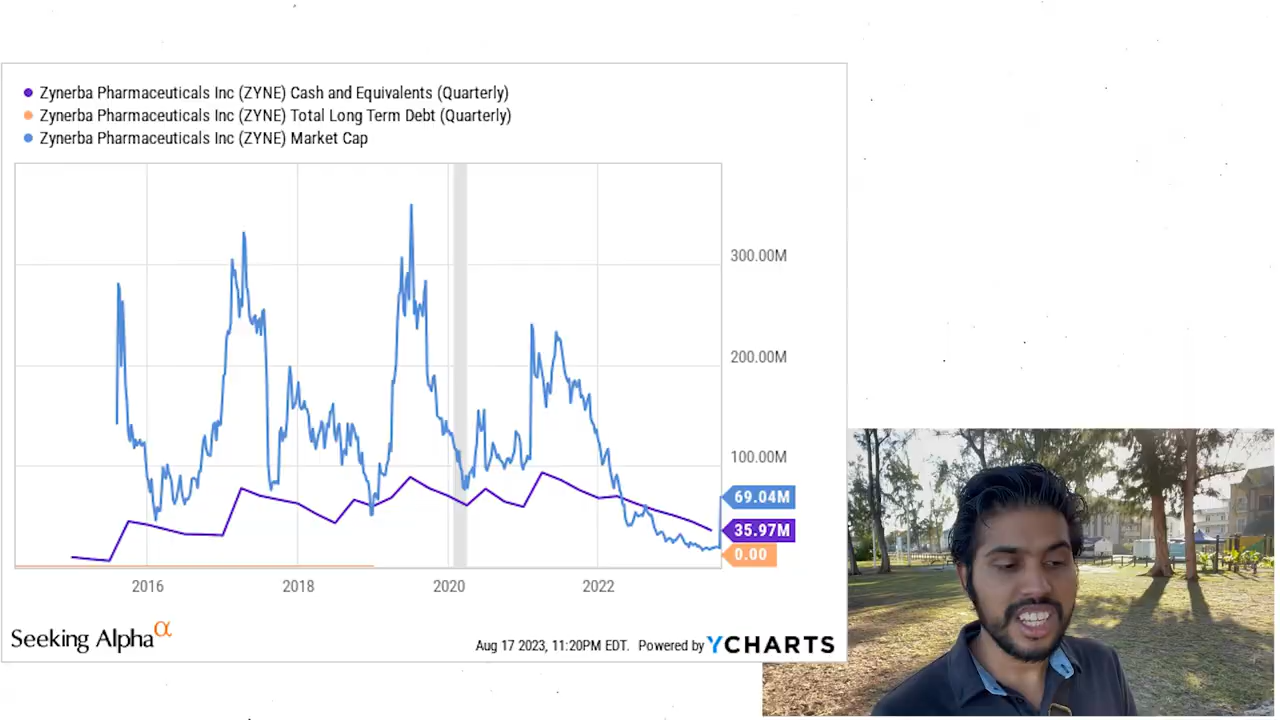 Zynerba Pharmaceuticals Inc (ZYNE) Cash and Equivalents (Quarterly)
Zynerba Pharmaceuticals Inc (ZYNE) Total Long Term Debt (Quarterly)
Zynerba Pharmaceuticals Inc (ZYNE) Market Cap
300.00M
200.00M
100.00M
69.04M
35.97M
0.00
2016 2018 2020 2022
Seeking Alpha α
Aug 17 2023, 11:20PM EDT. Powered by YCHARTS